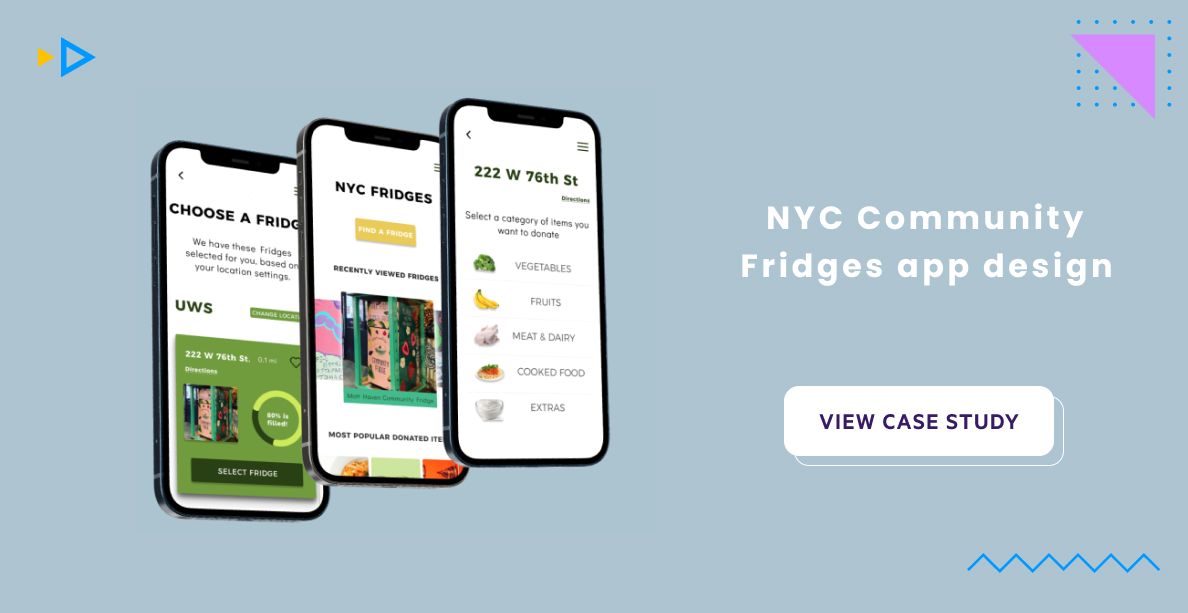 CHOOSE A FRIDG
We have these Fridges
selected for you, based on
your location settings.
UWS
CHANGE LOCATI
222 W 76th St.
0,1 mi
Directions
80% is
filled!
SELECT FRIDGE
NYC FRIDGES
FIND A FRIDGE
RECENTLY VIEWED FRIDGES
COMMUNITY
FRIDGE
Mott Haven Community Fridge
MOST POPULAR DONATED ITE
222 W 76th St
Directions
Select a category of items you
want to donate
VEGETABLES
FRUITS
MEAT & DAIRY
COOKED FOOD
EXTRAS
NYC Community
Fridges app design
VIEW CASE STUDY